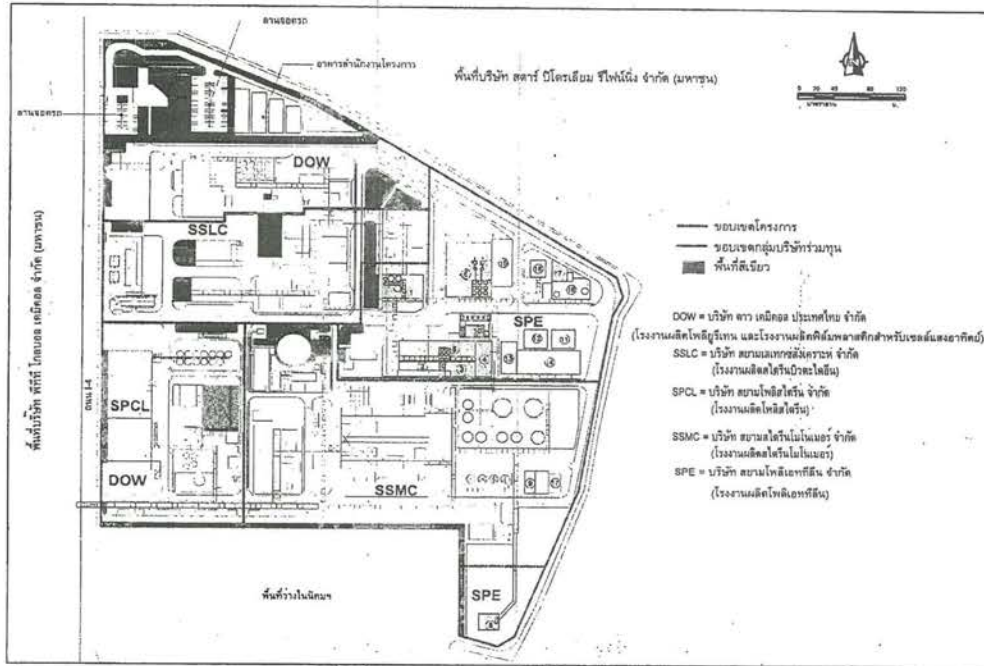 ลานจอดรถ
อาคารสำนักงานโครงการ
พื้นที่บริษัท สตาร์ ปิโตรเลียม รีไฟน์นิ่ง จำกัด (มหาชน)
0 30 60 90 120
มาตราส่วน ม.
ลานจอดรถ
DOW
SSLC
SPE
SPCL
DOW
SSMC
SPE
ถนน I-4
พื้นที่บริษัท พีทีที โกลบอล เคมิคอล จำกัด (มหาชน)
พื้นที่ว่างในนิคมฯ
ขอบเขตโครงการ
ขอบเขตกลุ่มบริษัทร่วมทุน
พื้นที่สีเขียว
DOW = บริษัท ดาว เคมิคอล ประเทศไทย จำกัด
(โรงงานผลิตโพลียูรีเทน และโรงงานผลิตฟิล์มพลาสติกสำหรับเซลล์แสงอาทิตย์)
SSLC = บริษัท สยามเลเทกซ์สังเคราะห์ จำกัด
(โรงงานผลิตสไตรีนบิวตะไดอีน)
SPCL = บริษัท สยามโพลิสไตรีน จำกัด
(โรงงานผลิตโพลิสไตรีน)
SSMC = บริษัท สยามสไตรีนโมโนเมอร์ จำกัด
(โรงงานผลิตสไตรีนโมโนเมอร์)
SPE = บริษัท สยามโพลิเอททีลีน จำกัด
(โรงงานผลิตโพลิเอททีลีน)